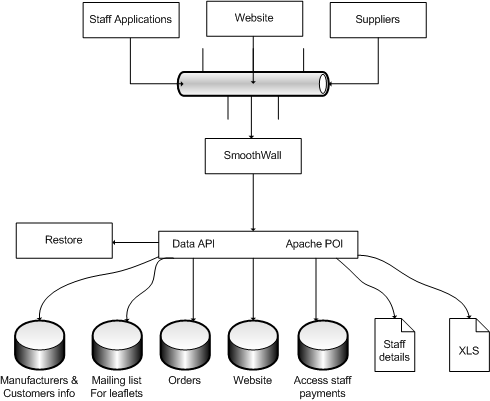 Staff Applications
Website
Suppliers
SmoothWall
Restore
Data API
Apache POI
Staff
details
XLS
Manufacturers &
Customers info
Mailing list
For leaflets
Orders
Website
Access staff
payments